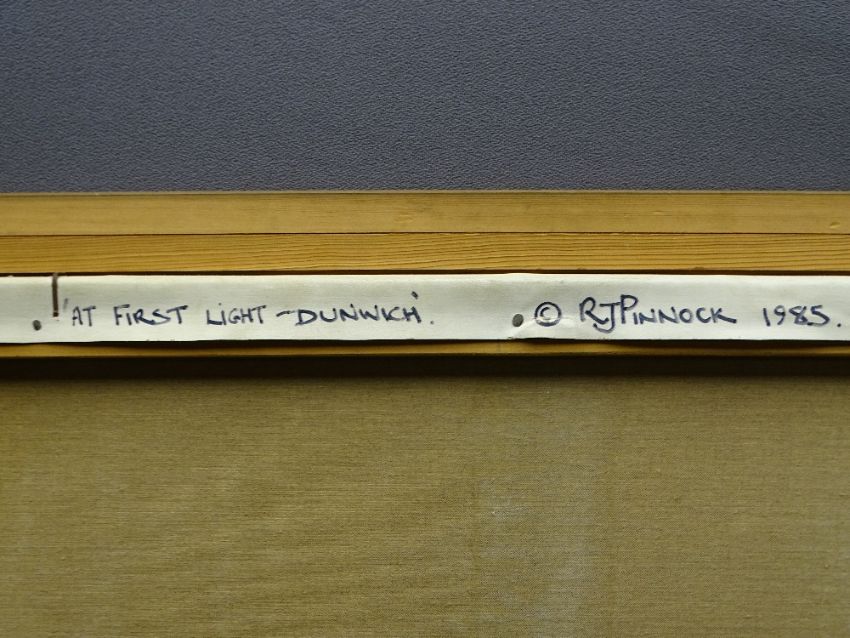 'AT FIRST LIGHT - DUNWICH'. © RJPINNOCK 1985.